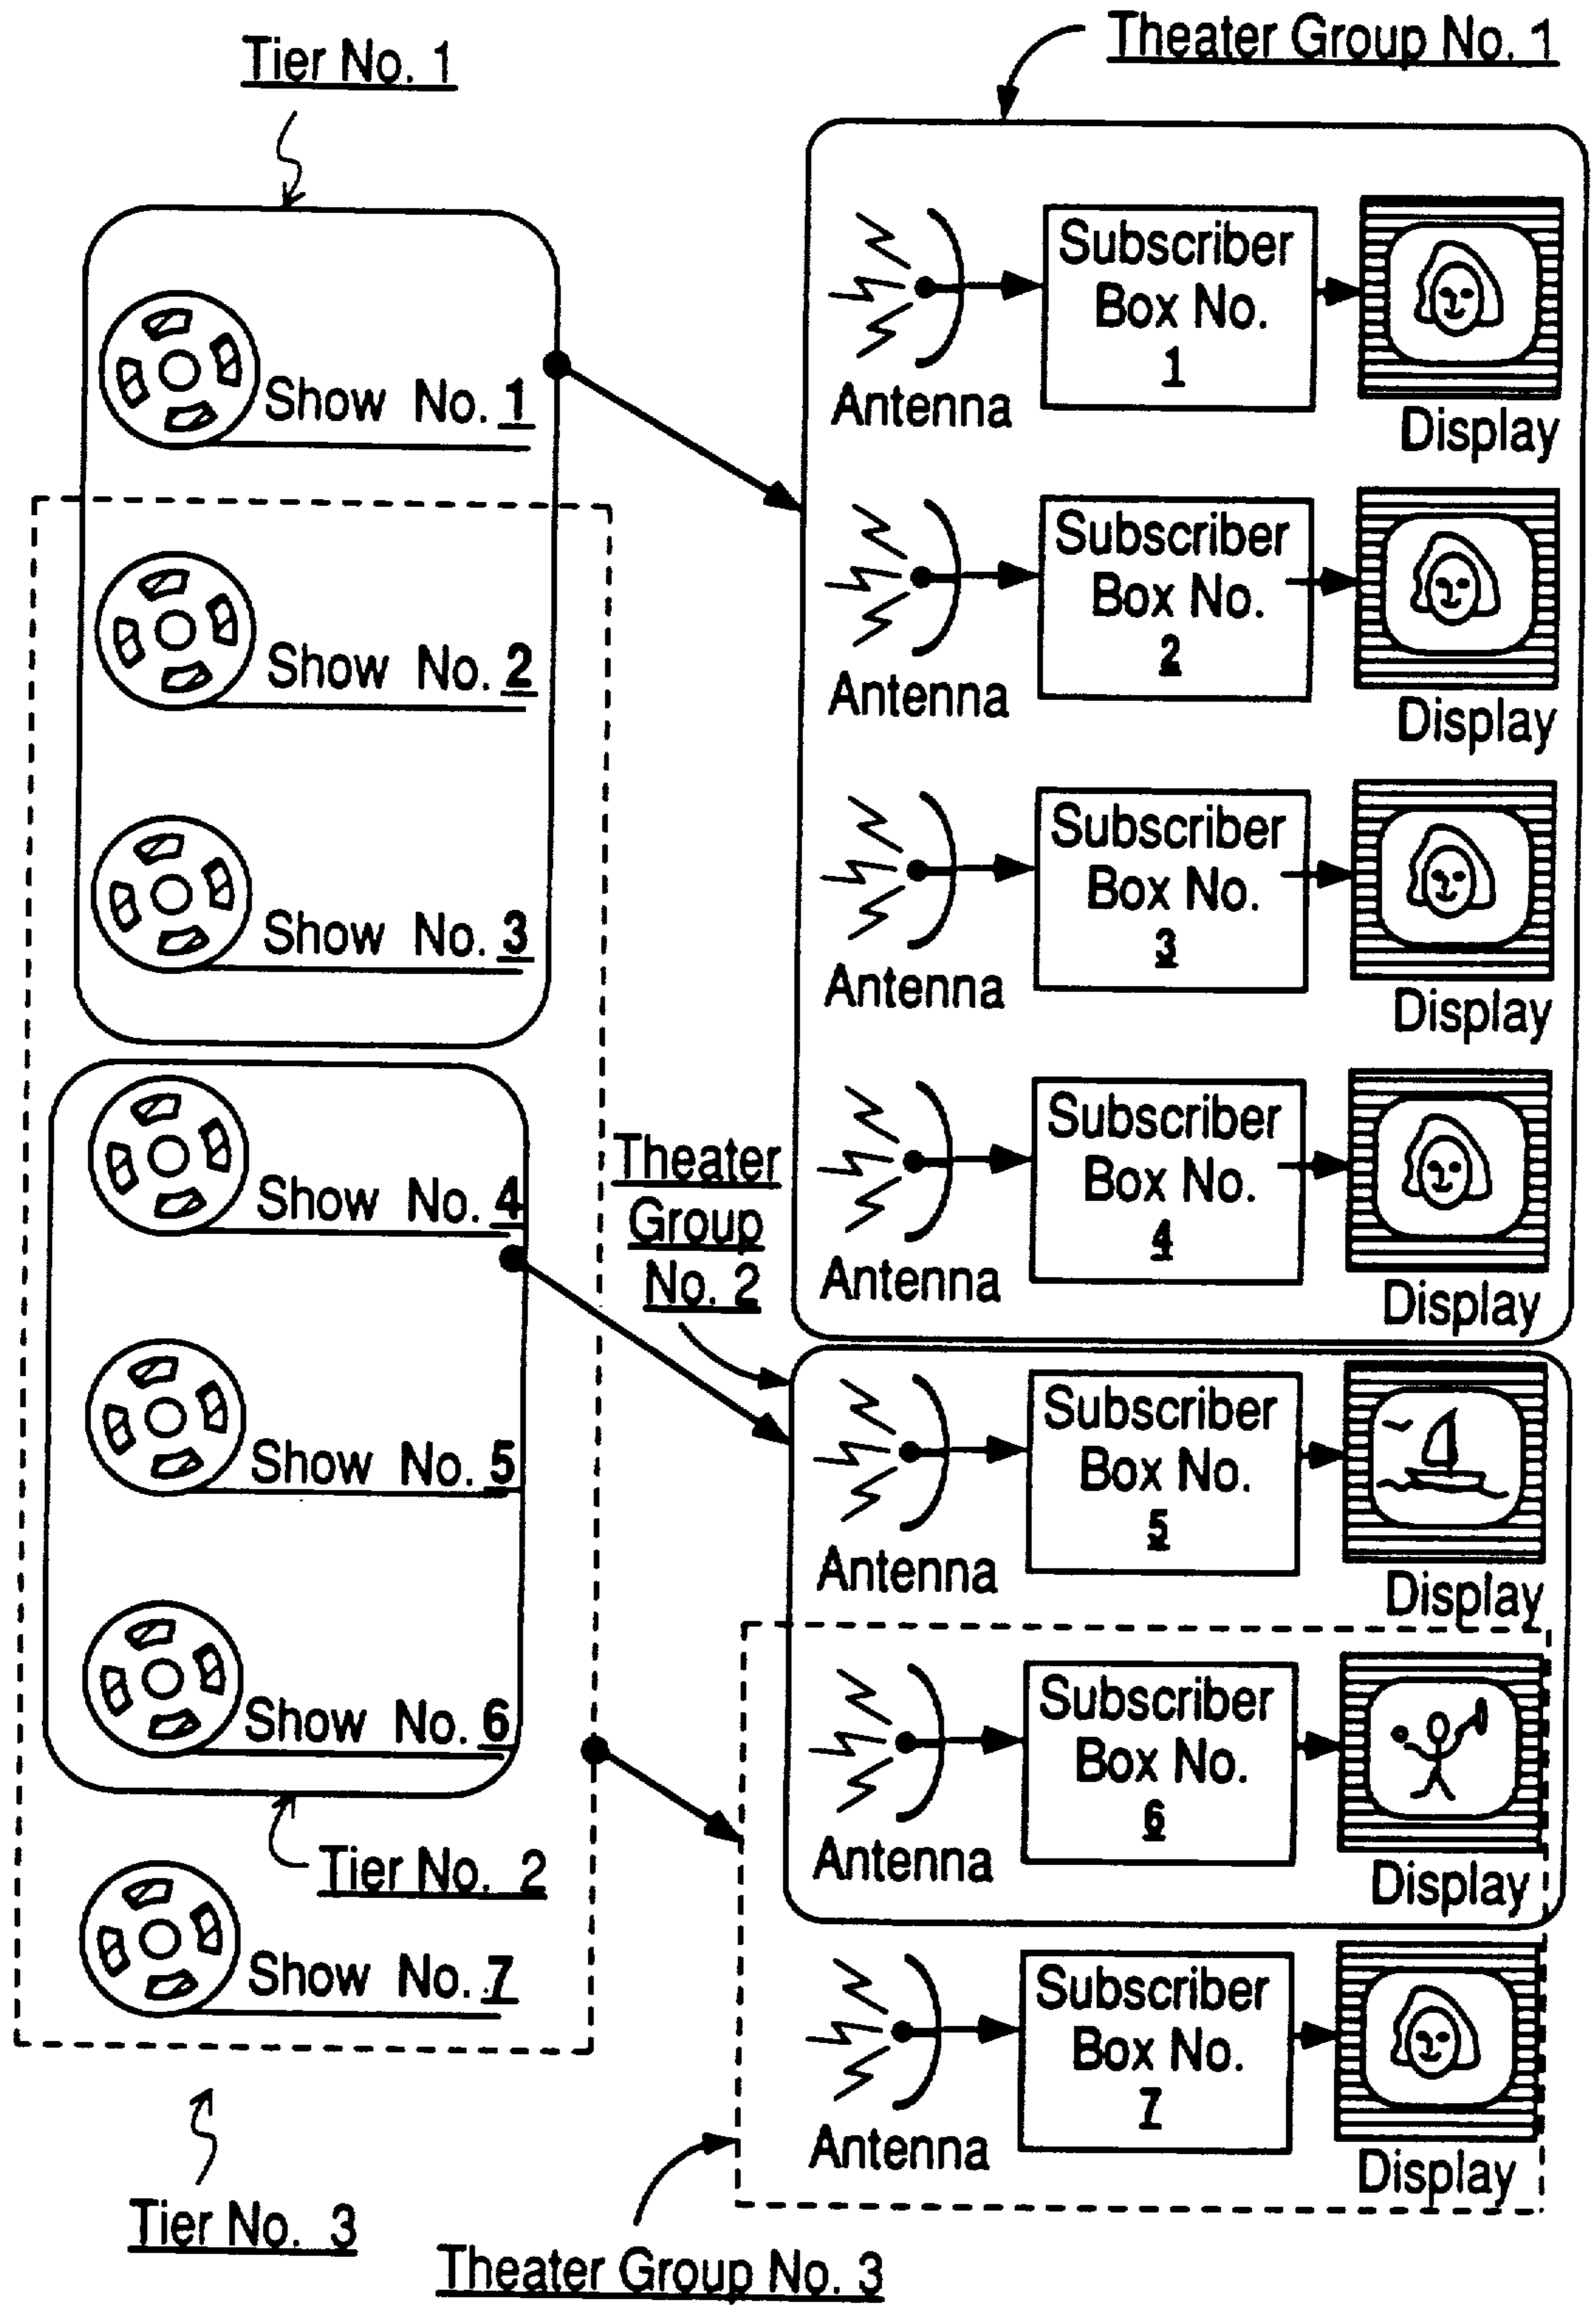 Tier No. 1
Show No. 1
Show No. 2
Show No. 3
Show No. 4
Show No. 5
Show No. 6
Tier No. 2
Show No. 7
Tier No. 3
Theater Group No. 1
Antenna
Subscriber
Box No.
1
Display
Antenna
Subscriber
Box No.
2
Display
Antenna
Subscriber
Box No.
3
Display
Antenna
Subscriber
Box No.
4
Display
Theater
Group
No. 2
Antenna
Subscriber
Box No.
5
Display
Antenna
Subscriber
Box No.
6
Display
Antenna
Subscriber
Box No.
7
Display
Theater Group No. 3